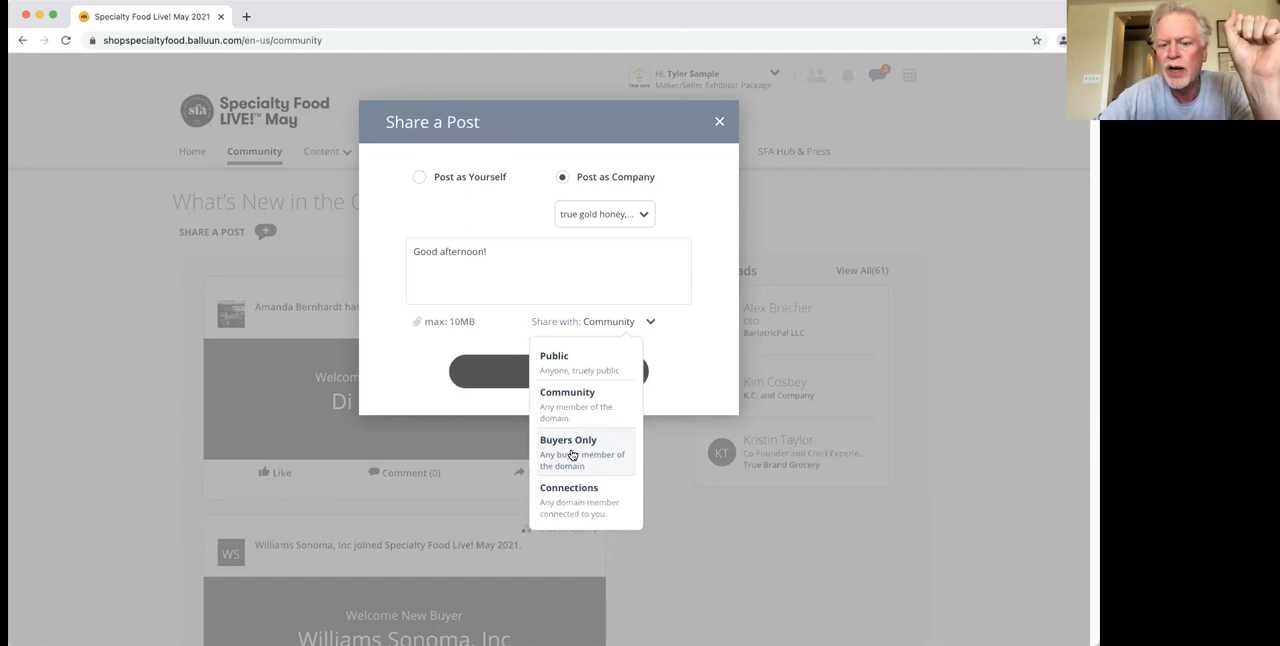 Specialty Food Live! May 2021
shopspecialtyfood.balluun.com/en-us/community
Hi, Tyler Sample
Maker/Seller Exhibitor Package
2
sfa
Specialty Food
LIVE!™ May
Home
Community
Content
SFA Hub & Press
What's New in the C
SHARE A POST
Share a Post
Post as Yourself
Post as Company
true gold honey,...
Good afternoon!
max: 10MB
Share with: Community
Public
Anyone, truely public
Community
Any member of the
domain.
Buyers Only
Any member of
the domain
Connections
Any domain member
connected to you.
Amanda Bernhardt has
Welcom
Di
Like
Comment (0)
WS
Williams Sonoma, Inc joined Specialty Food Live! May 2021.
Welcome New Buyer
Williams Sonoma, Inc
ads
View All(61)
Alex Brecher
CEO
BariatricPal LLC
Kim Cosbey
K.C. and Company
KT
Kristin Taylor
Co-Founder and Chief Experie...
True Brand Grocery